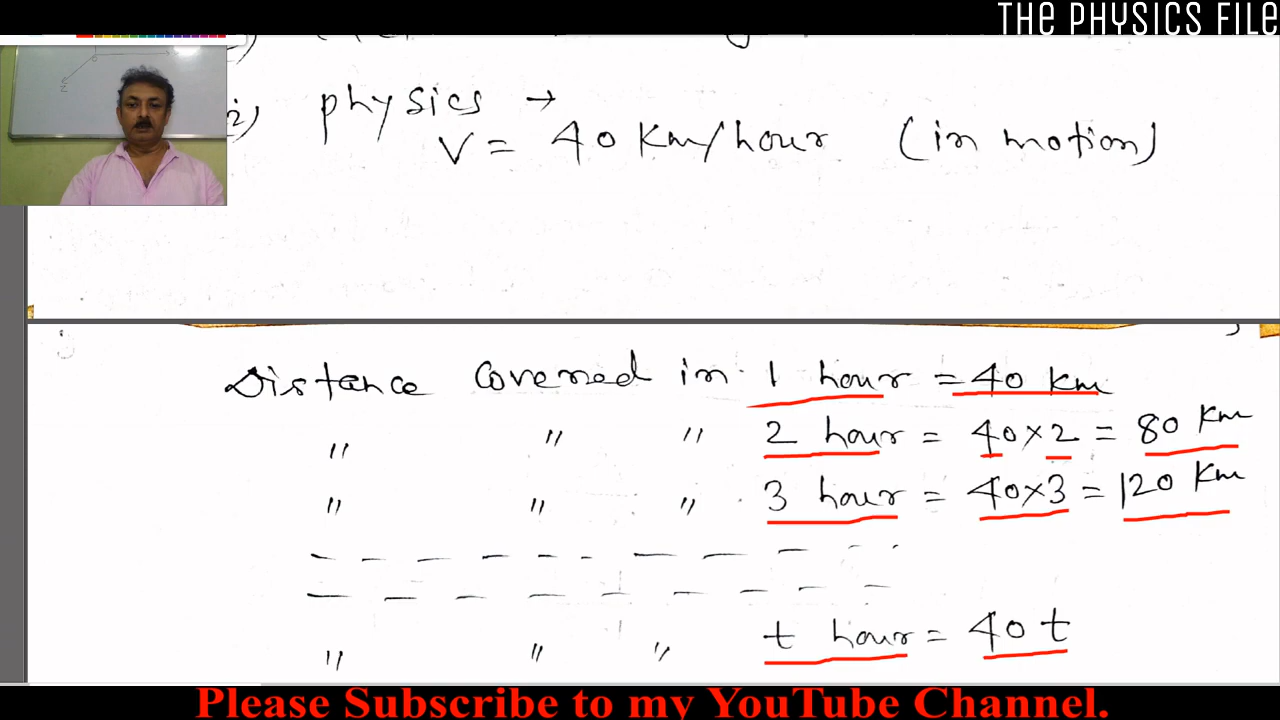 THE PHYSICS FILE
physics →
V = 40 Km/hour (in motion)
Distance covered in 1 hour = 40 km
" " " 2 hour = 40×2 = 80 Km
" " " 3 hour = 40×3 = 120 Km
" " " t hour = 40 t
Please Subscribe to my YouTube Channel.